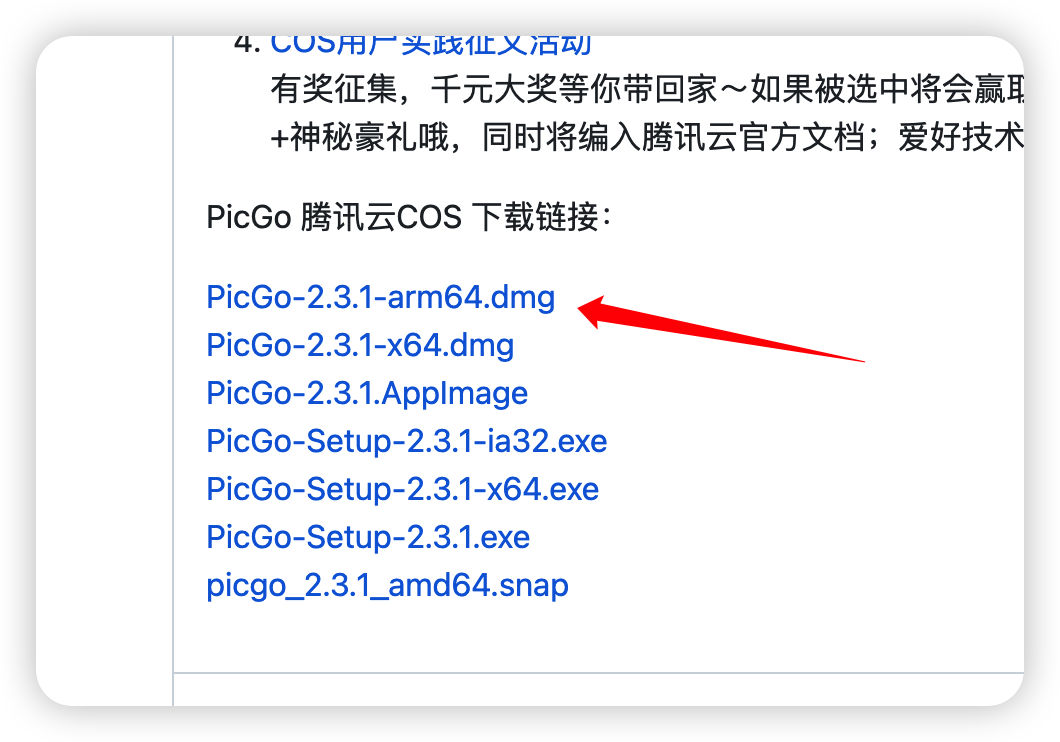 4. COS用户实践征文活动
有奖征集，千元大奖等你带回家～如果被选中将会赢取
+神秘豪礼哦，同时将编入腾讯云官方文档；爱好技术
PicGo 腾讯云COS 下载链接：
PicGo-2.3.1-arm64.dmg
PicGo-2.3.1-x64.dmg
PicGo-2.3.1.AppImage
PicGo-Setup-2.3.1-ia32.exe
PicGo-Setup-2.3.1-x64.exe
PicGo-Setup-2.3.1.exe
picgo_2.3.1_amd64.snap